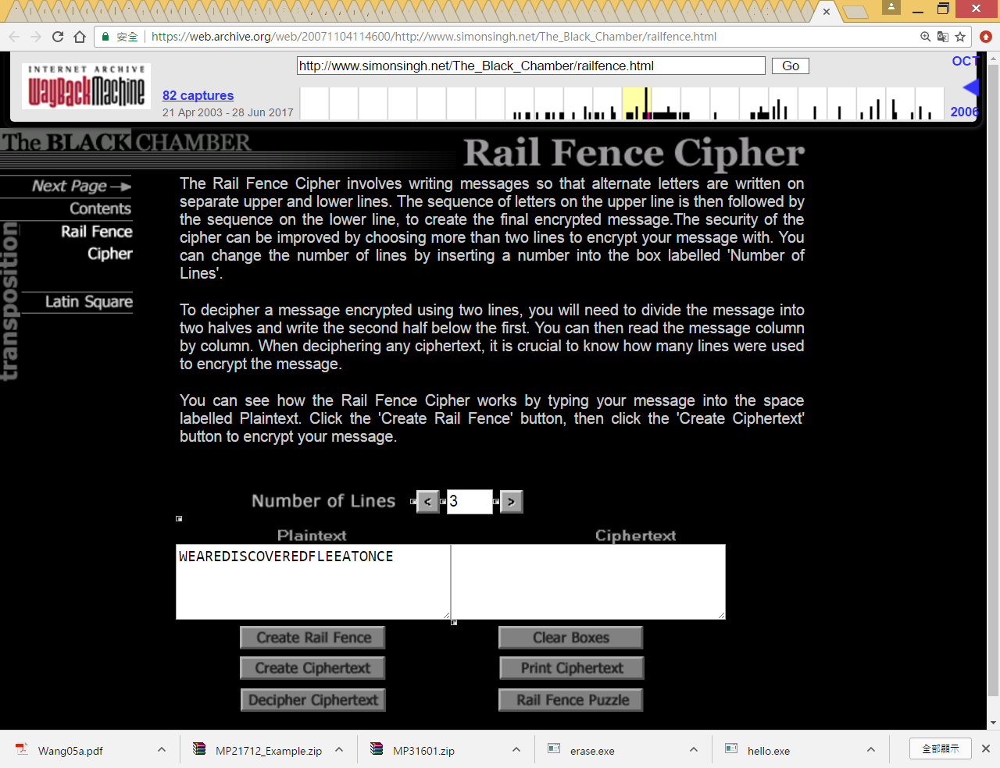 安全
https://web.archive.org/web/20071104114600/http://www.simonsingh.net/The_Black_Chamber/railfence.html
INTERNET ARCHIVE
WayBackMachine
http://www.simonsingh.net/The_Black_Chamber/railfence.html
Go
OCT
82 captures
21 Apr 2003 - 28 Jun 2017
2006
The BLACK CHAMBER
Rail Fence Cipher
Next Page
Contents
Rail Fence
Cipher
Latin Square
transposition
The Rail Fence Cipher involves writing messages so that alternate letters are written on
separate upper and lower lines. The sequence of letters on the upper line is then followed by
the sequence on the lower line, to create the final encrypted message.The security of the
cipher can be improved by choosing more than two lines to encrypt your message with. You
can change the number of lines by inserting a number into the box labelled 'Number of
Lines'.
To decipher a message encrypted using two lines, you will need to divide the message into
two halves and write the second half below the first. You can then read the message column
by column. When deciphering any ciphertext, it is crucial to know how many lines were used
to encrypt the message.
You can see how the Rail Fence Cipher works by typing your message into the space
labelled Plaintext. Click the 'Create Rail Fence' button, then click the 'Create Ciphertext'
button to encrypt your message.
Number of Lines < 3 >
Plaintext
Ciphertext
WEAREDISCOVEREDFLEEATONCE
Create Rail Fence
Clear Boxes
Create Ciphertext
Print Ciphertext
Decipher Ciphertext
Rail Fence Puzzle
Wang05a.pdf
MP21712_Example.zip
MP31601.zip
erase.exe
hello.exe
全部顯示